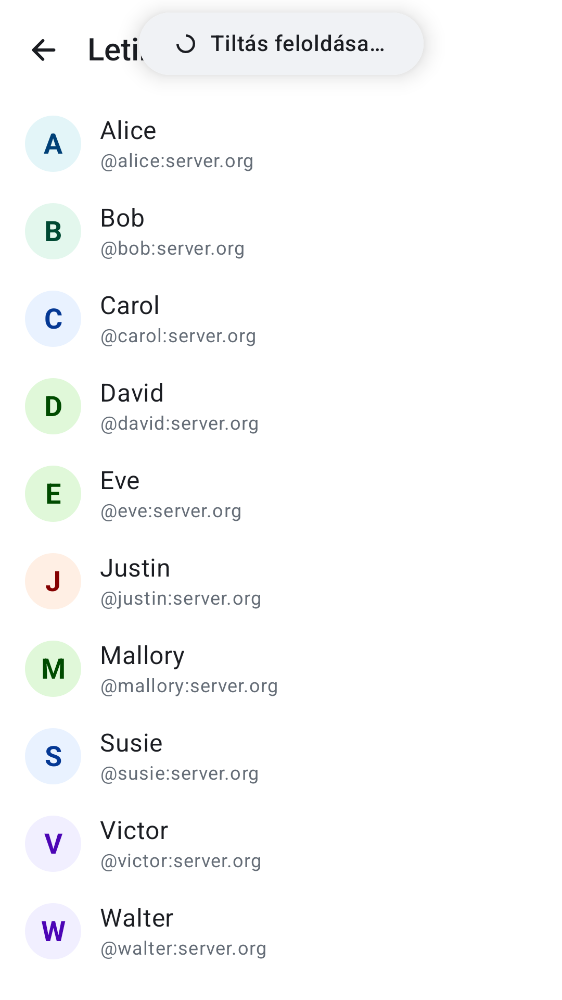 Tiltás feloldása…
A
Alice
@alice:server.org
B
Bob
@bob:server.org
C
Carol
@carol:server.org
D
David
@david:server.org
E
Eve
@eve:server.org
J
Justin
@justin:server.org
M
Mallory
@mallory:server.org
S
Susie
@susie:server.org
V
Victor
@victor:server.org
W
Walter
@walter:server.org